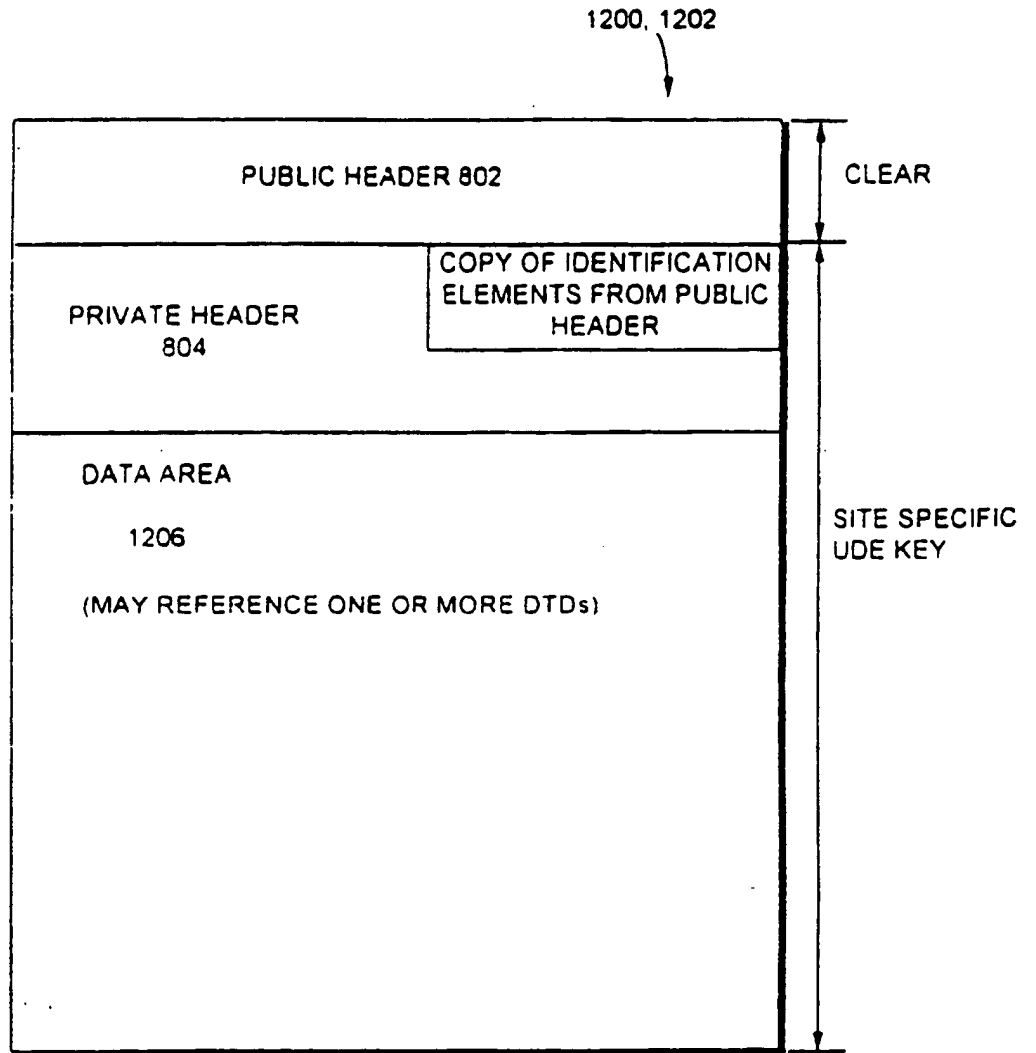 1200, 1202
PUBLIC HEADER 802
CLEAR
COPY OF IDENTIFICATION
ELEMENTS FROM PUBLIC
HEADER
PRIVATE HEADER
804
DATA AREA
1206
(MAY REFERENCE ONE OR MORE DTDs)
SITE SPECIFIC
UDE KEY